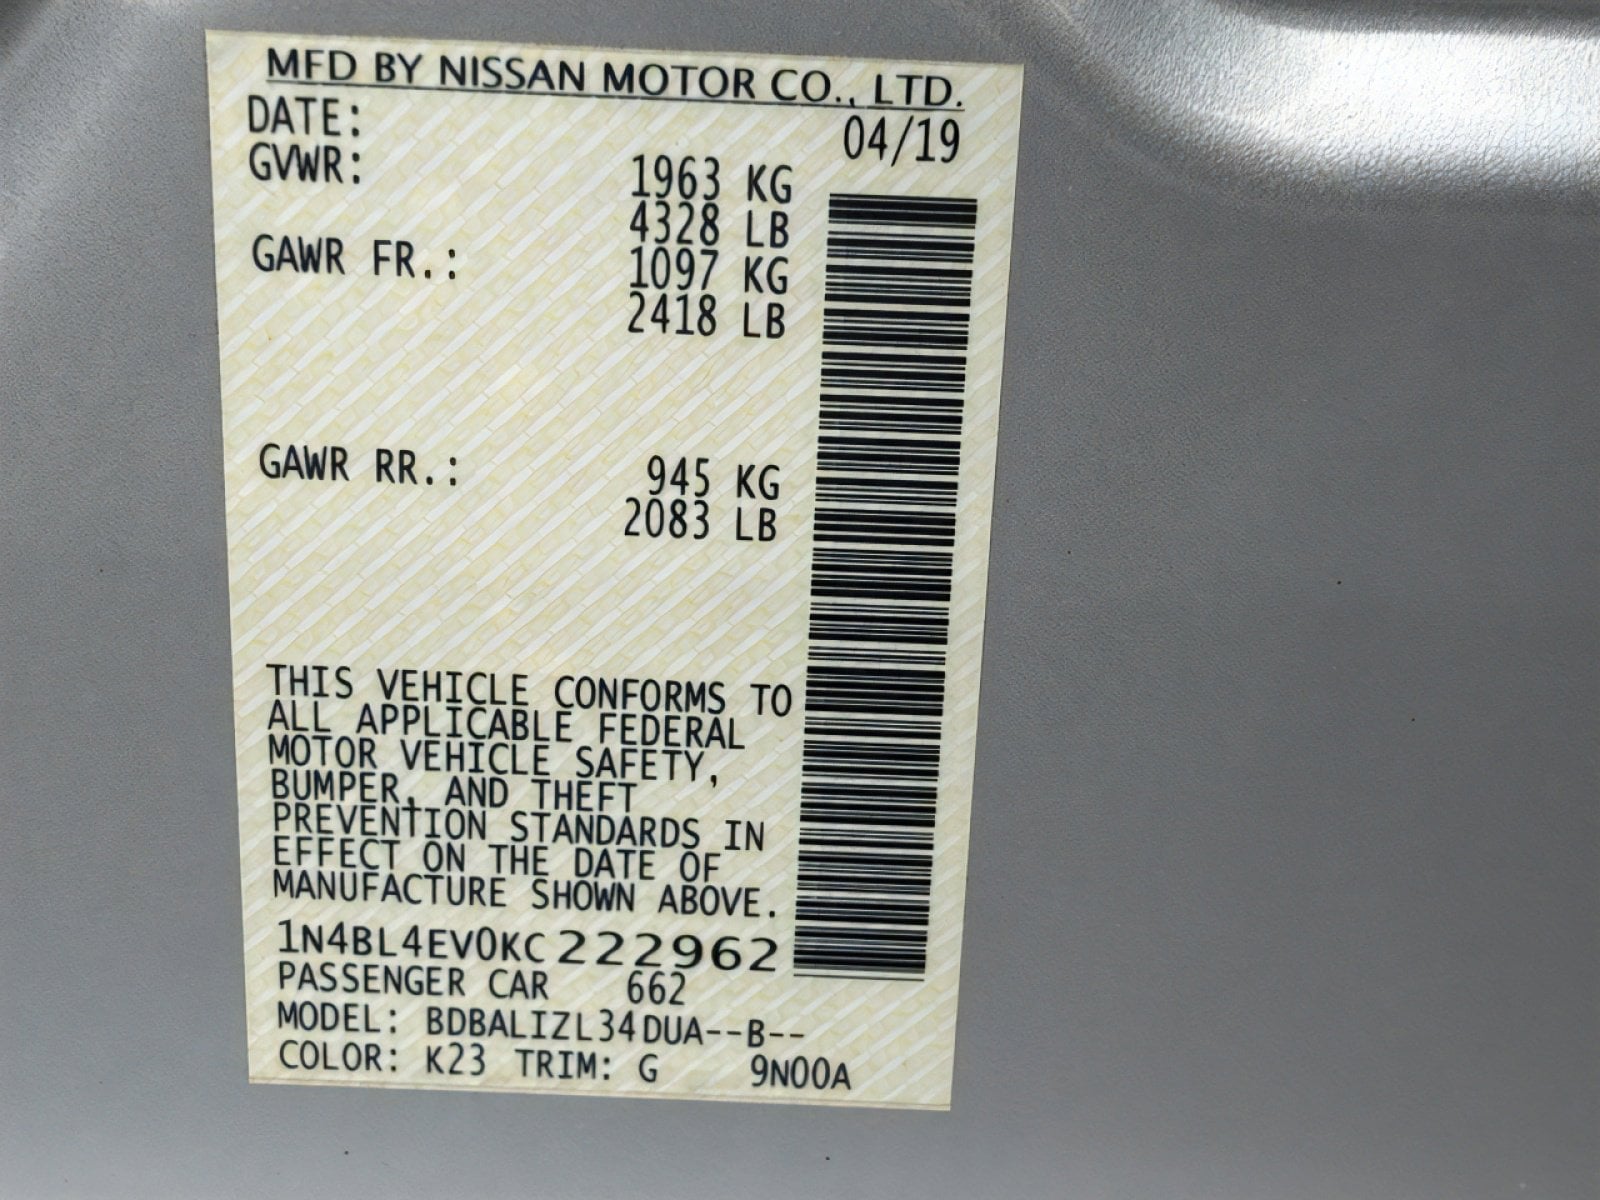 MFD BY NISSAN MOTOR CO., LTD.
DATE: 04/19
GVWR: 1963 KG
4328 LB
GAWR FR.: 1097 KG
2418 LB
GAWR RR.: 945 KG
2083 LB
THIS VEHICLE CONFORMS TO
ALL APPLICABLE FEDERAL
MOTOR VEHICLE SAFETY,
BUMPER, AND THEFT
PREVENTION STANDARDS IN
EFFECT ON THE DATE OF
MANUFACTURE SHOWN ABOVE.
1N4BL4EV0KC222962
PASSENGER CAR 662
MODEL: BDBALIZL34DUA--B--
COLOR: K23 TRIM: G 9N00A